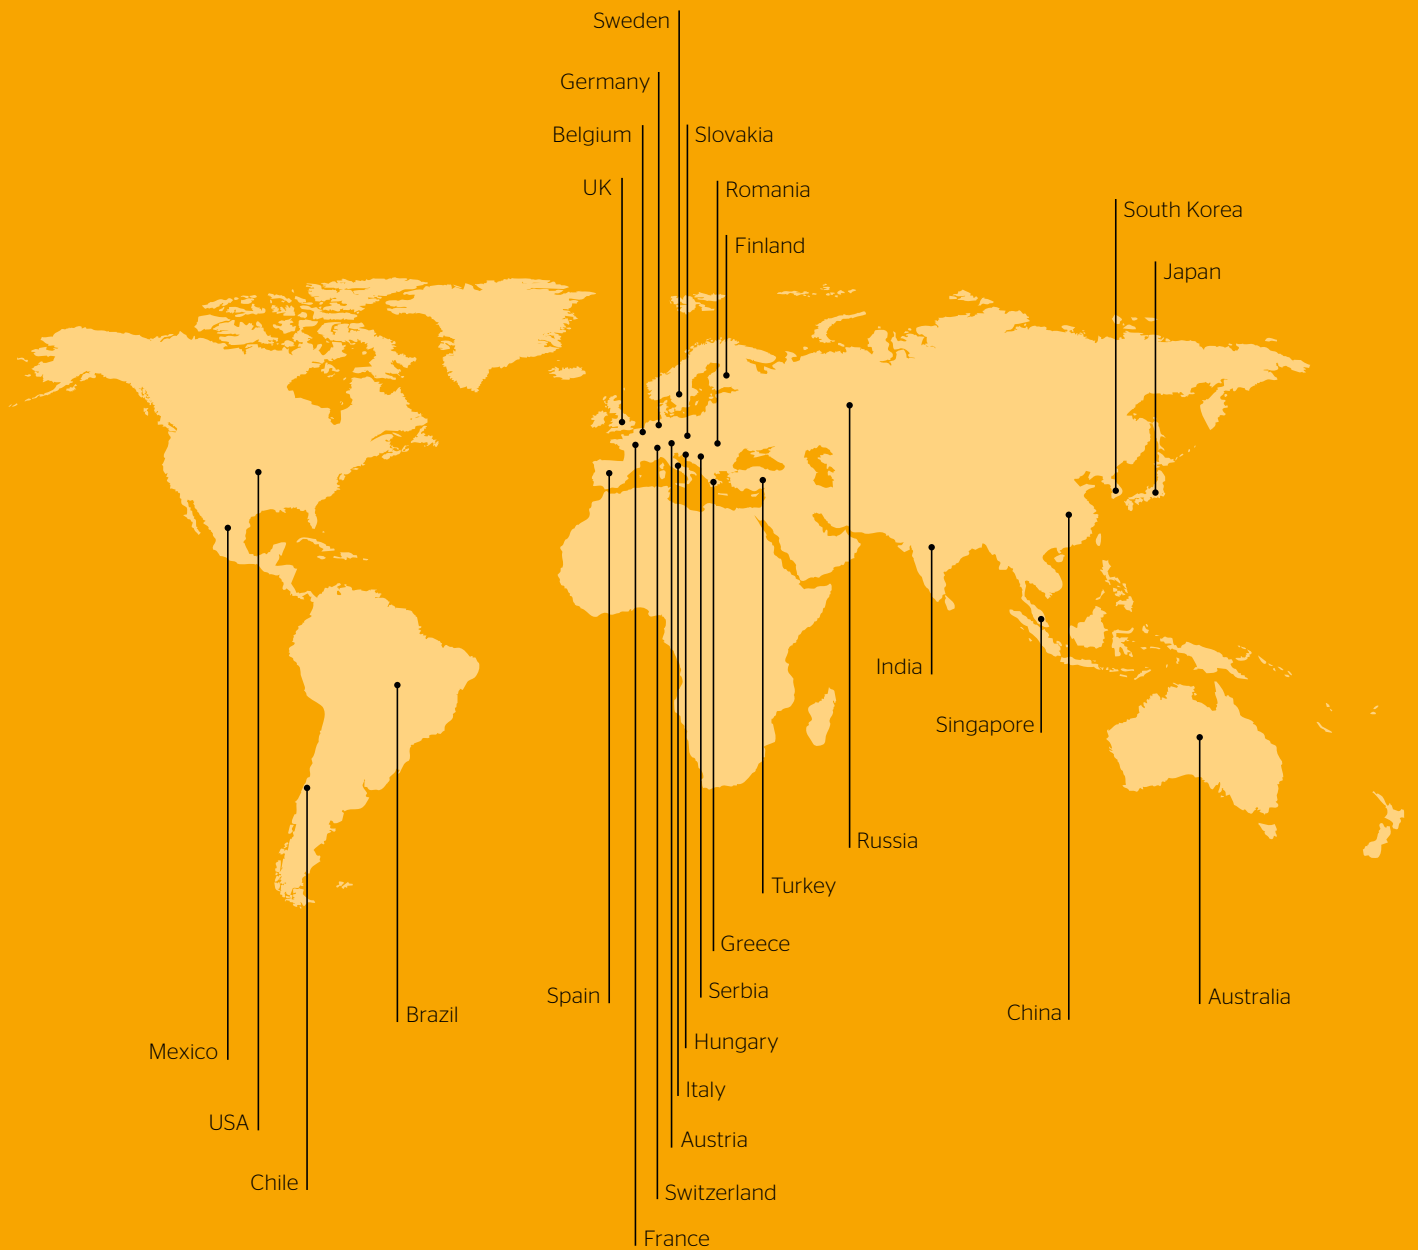 Sweden
Germany
Belgium
Slovakia
UK
Romania
South Korea
Finland
Japan
India
Singapore
Russia
Turkey
Greece
Serbia
Spain
Australia
China
Brazil
Hungary
Mexico
Italy
USA
Austria
Chile
Switzerland
France